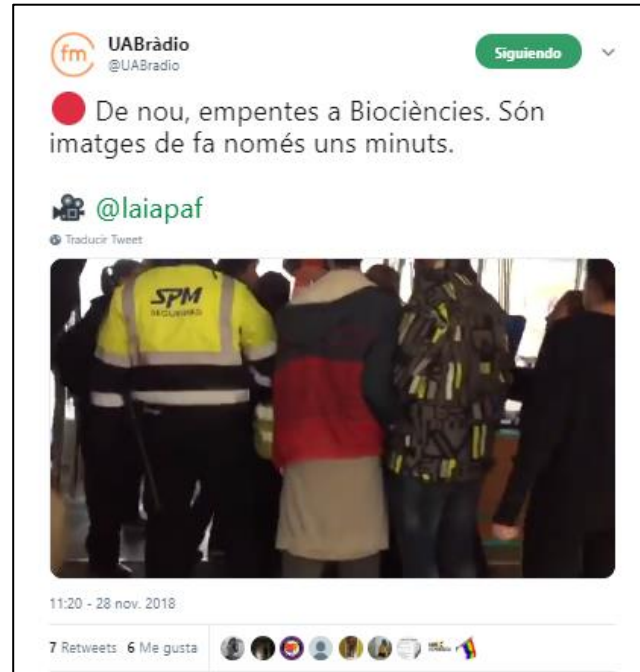 fm
UABràdio
@UABradio
Siguiendo
🔴 De nou, empentes a Biociències. Són
imatges de fa només uns minuts.
🎥 @laiapaf
Traducir Tweet
SPM
SEGURIDAD
11:20 - 28 nov. 2018
7 Retweets 6 Me gusta